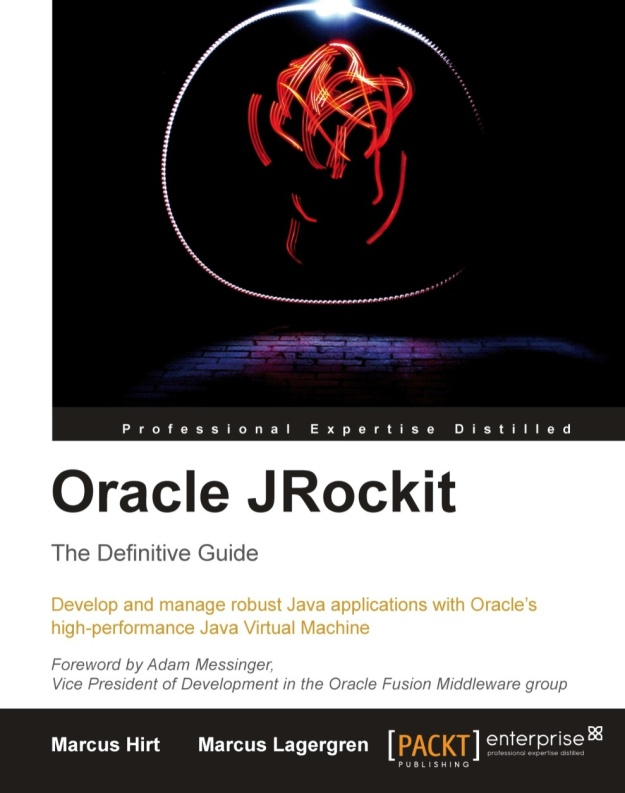 Professional Expertise Distilled
Oracle JRockit
The Definitive Guide
Develop and manage robust Java applications with Oracle's
high-performance Java Virtual Machine
Foreword by Adam Messinger,
Vice President of Development in the Oracle Fusion Middleware group
Marcus Hirt Marcus Lagergren [PACKT] enterprise
PUBLISHING professional expertise distilled